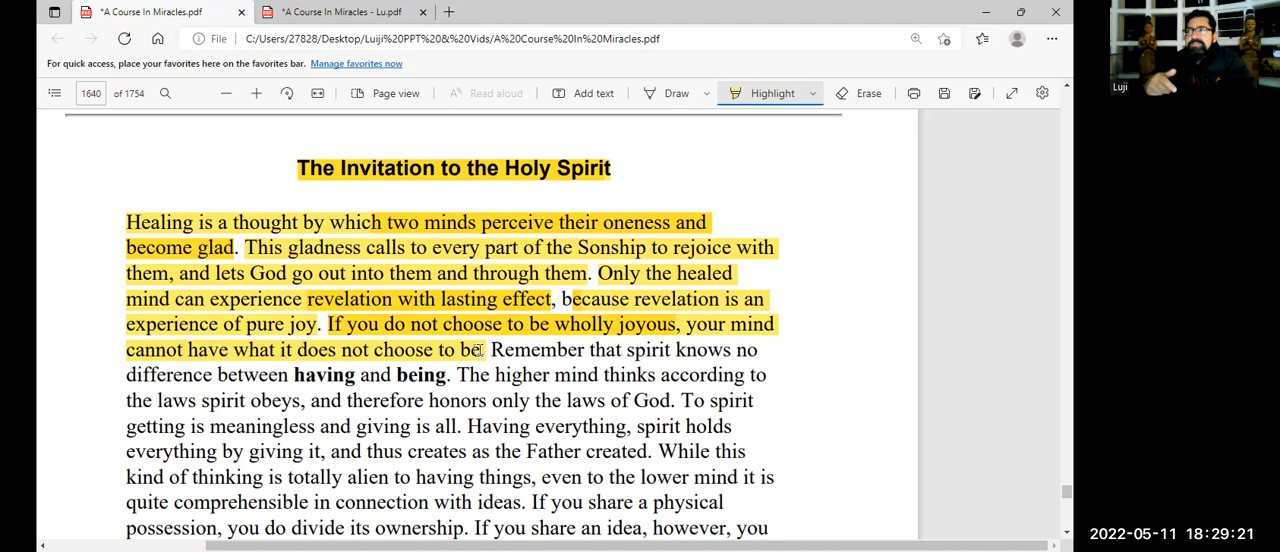 *A Course In Miracles.pdf
*A Course In Miracles - Lu.pdf
File
C:/Users/27828/Desktop/Luiji%20PPT%20&%20Vids/A%20Course%20In%20Miracles.pdf
For quick access, place your favorites here on the favorites bar. Manage favorites now
1640 of 1754
Page view
Read aloud
Add text
Draw
Highlight
Erase
Luji
The Invitation to the Holy Spirit
Healing is a thought by which two minds perceive their oneness and
become glad. This gladness calls to every part of the Sonship to rejoice with
them, and lets God go out into them and through them. Only the healed
mind can experience revelation with lasting effect, because revelation is an
experience of pure joy. If you do not choose to be wholly joyous, your mind
cannot have what it does not choose to be. Remember that spirit knows no
difference between having and being. The higher mind thinks according to
the laws spirit obeys, and therefore honors only the laws of God. To spirit
getting is meaningless and giving is all. Having everything, spirit holds
everything by giving it, and thus creates as the Father created. While this
kind of thinking is totally alien to having things, even to the lower mind it is
quite comprehensible in connection with ideas. If you share a physical
possession, you do divide its ownership. If you share an idea, however, you
2022-05-11 18:29:21